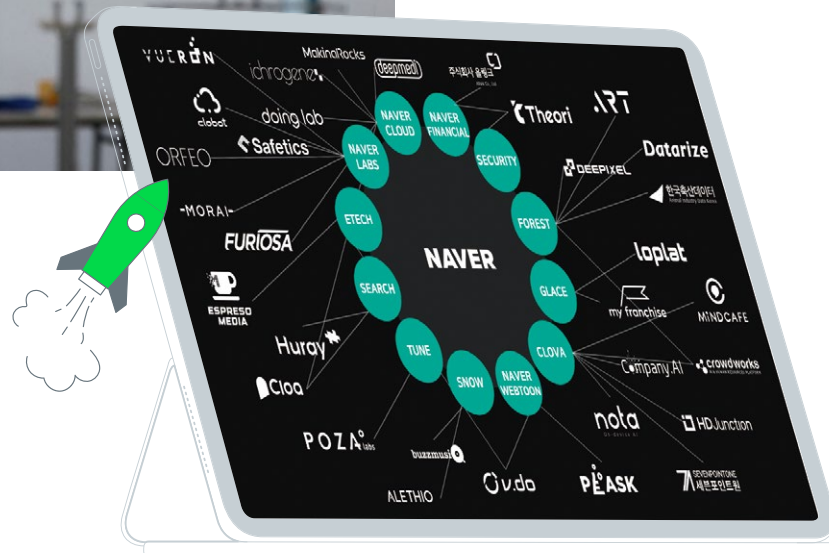 VUERON
MakinaRocks
ichrogene
deepmedi
주식회사 올링크
clobot
doing lab
NAVER
CLOUD
NAVER
FINANCIAL
Theori
ART
ORFEO
Safetics
NAVER
LABS
SECURITY
DEEPIXEL
Datarize
-MORAI-
ETECH
FOREST
한국축산데이터
FURIOSA
NAVER
loplat
ESPRESO
MEDIA
SEARCH
GLACE
my franchise
MINDCAFE
Huray
TUNE
CLOVA
Company.AI
crowdworks
Cloa
SNOW
NAVER
WEBTOON
nota
HDJunction
POZA labs
buzzmusiq
ALETHIO
u.do
PLASK
SEVENPOINTONE
세븐포인트원